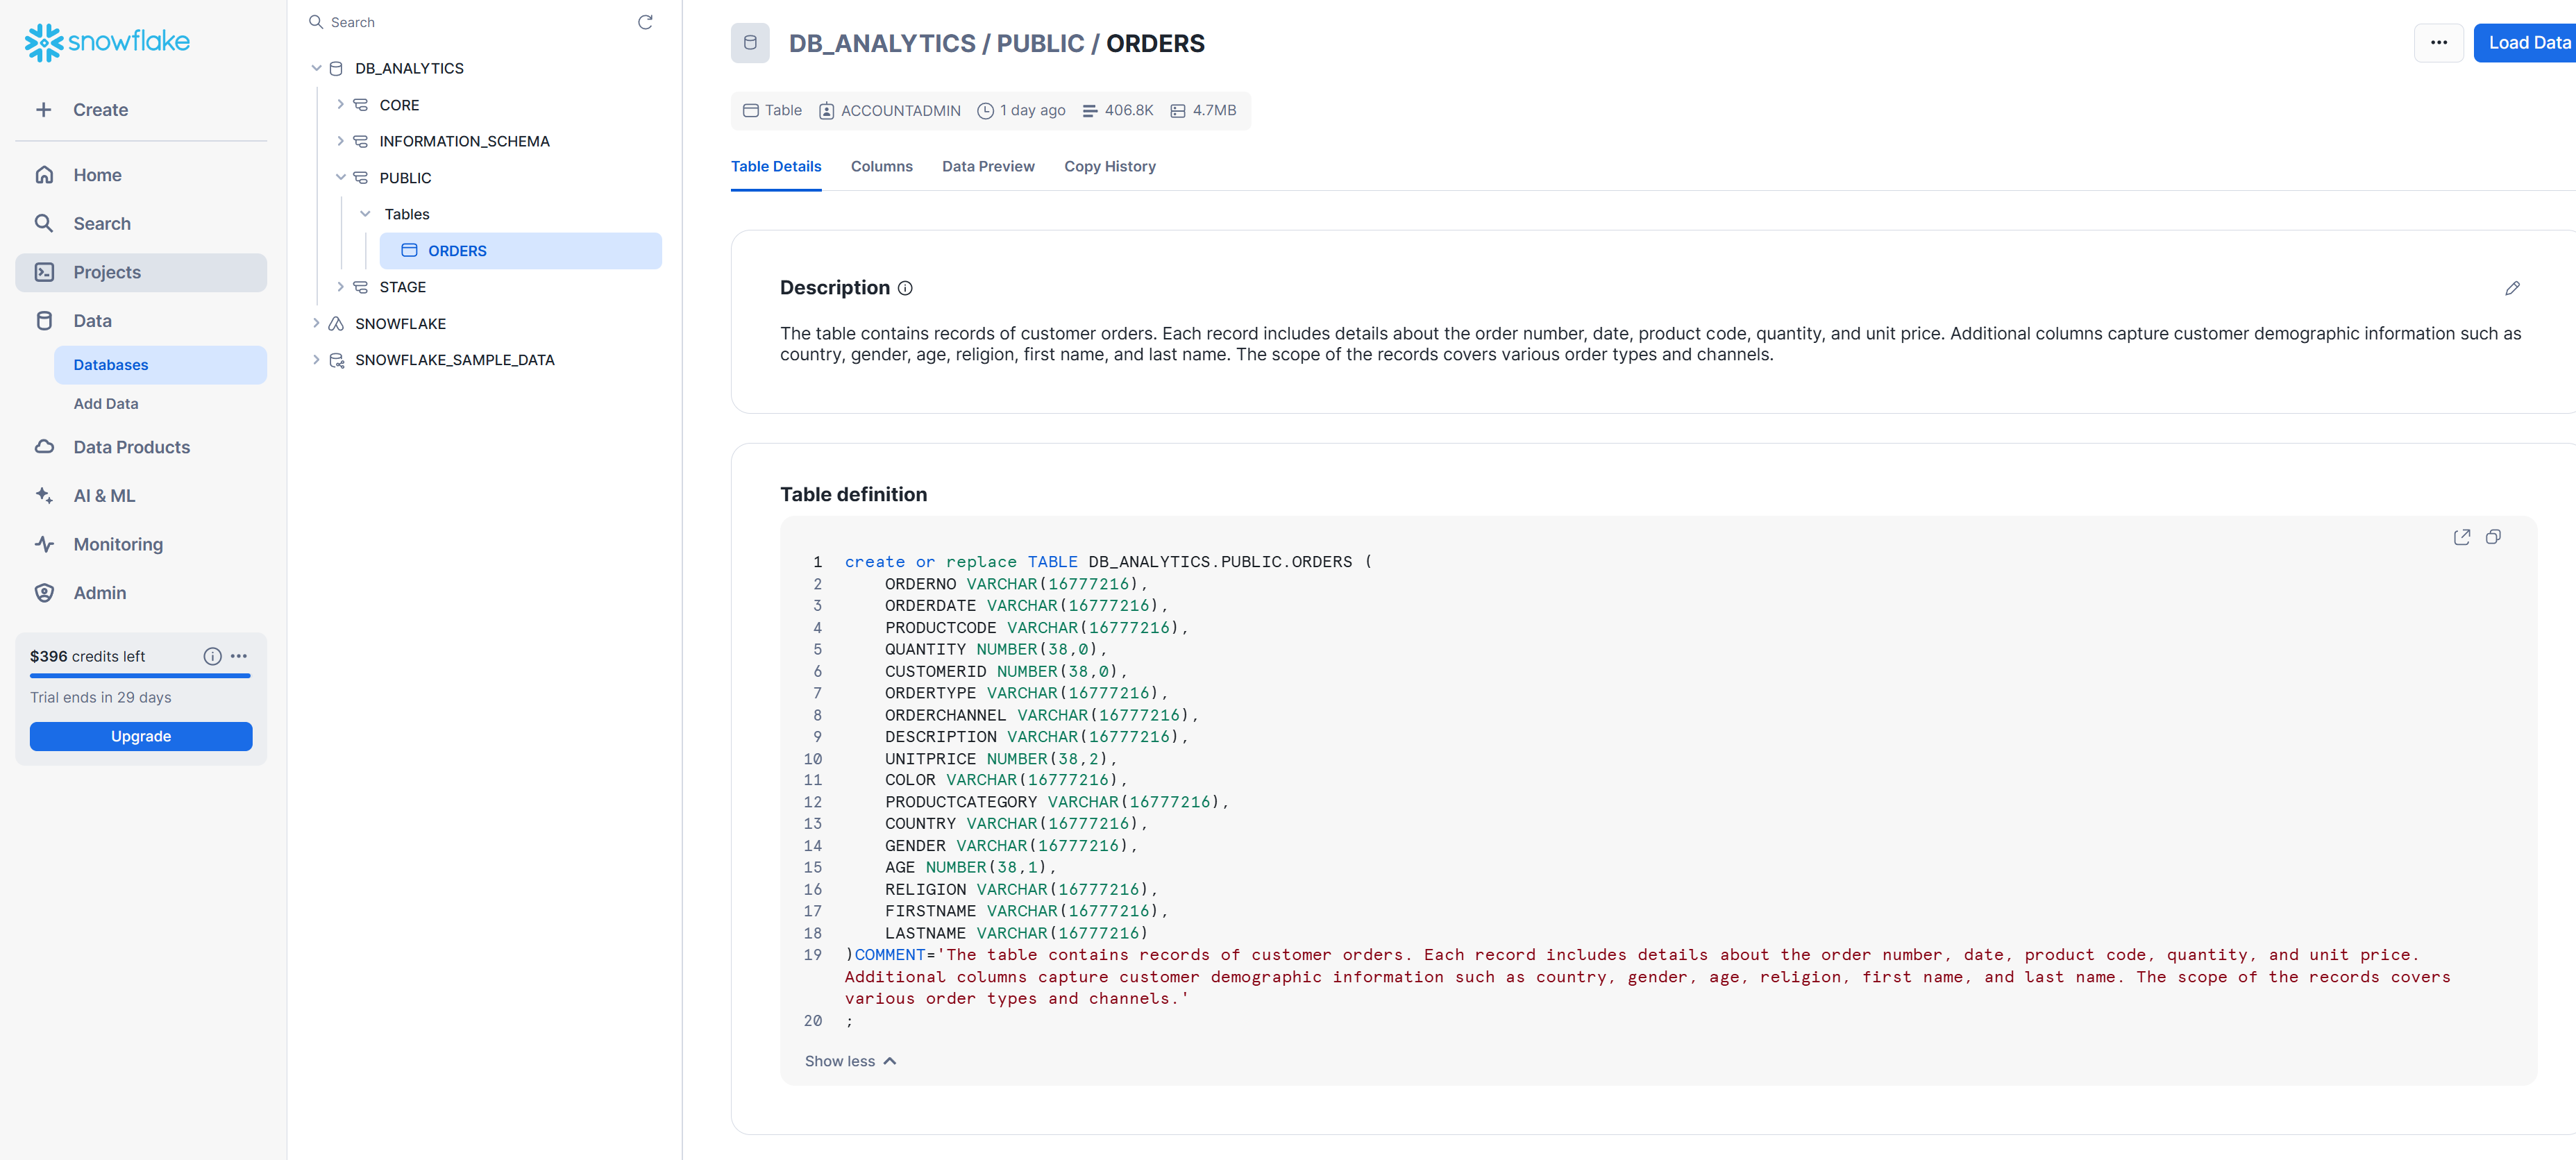 snowflake
Create
Home
Search
Projects
Data
Databases
Add Data
Data Products
AI & ML
Monitoring
Admin
$396 credits left
Trial ends in 29 days
Upgrade
Search
DB_ANALYTICS
CORE
INFORMATION_SCHEMA
PUBLIC
Tables
ORDERS
STAGE
SNOWFLAKE
SNOWFLAKE_SAMPLE_DATA
DB_ANALYTICS / PUBLIC / ORDERS
Load Data
Table ACCOUNTADMIN 1 day ago 406.8K 4.7MB
Table Details Columns Data Preview Copy History
Description
The table contains records of customer orders. Each record includes details about the order number, date, product code, quantity, and unit price. Additional columns capture customer demographic information such as
country, gender, age, religion, first name, and last name. The scope of the records covers various order types and channels.
Table definition
1 create or replace TABLE DB_ANALYTICS.PUBLIC.ORDERS (
2 ORDERNO VARCHAR(16777216),
3 ORDERDATE VARCHAR(16777216),
4 PRODUCTCODE VARCHAR(16777216),
5 QUANTITY NUMBER(38,0),
6 CUSTOMERID NUMBER(38,0),
7 ORDERTYPE VARCHAR(16777216),
8 ORDERCHANNEL VARCHAR(16777216),
9 DESCRIPTION VARCHAR(16777216),
10 UNITPRICE NUMBER(38,2),
11 COLOR VARCHAR(16777216),
12 PRODUCTCATEGORY VARCHAR(16777216),
13 COUNTRY VARCHAR(16777216),
14 GENDER VARCHAR(16777216),
15 AGE NUMBER(38,1),
16 RELIGION VARCHAR(16777216),
17 FIRSTNAME VARCHAR(16777216),
18 LASTNAME VARCHAR(16777216)
19 )COMMENT='The table contains records of customer orders. Each record includes details about the order number, date, product code, quantity, and unit price.
Additional columns capture customer demographic information such as country, gender, age, religion, first name, and last name. The scope of the records covers
various order types and channels.'
20 ;
Show less